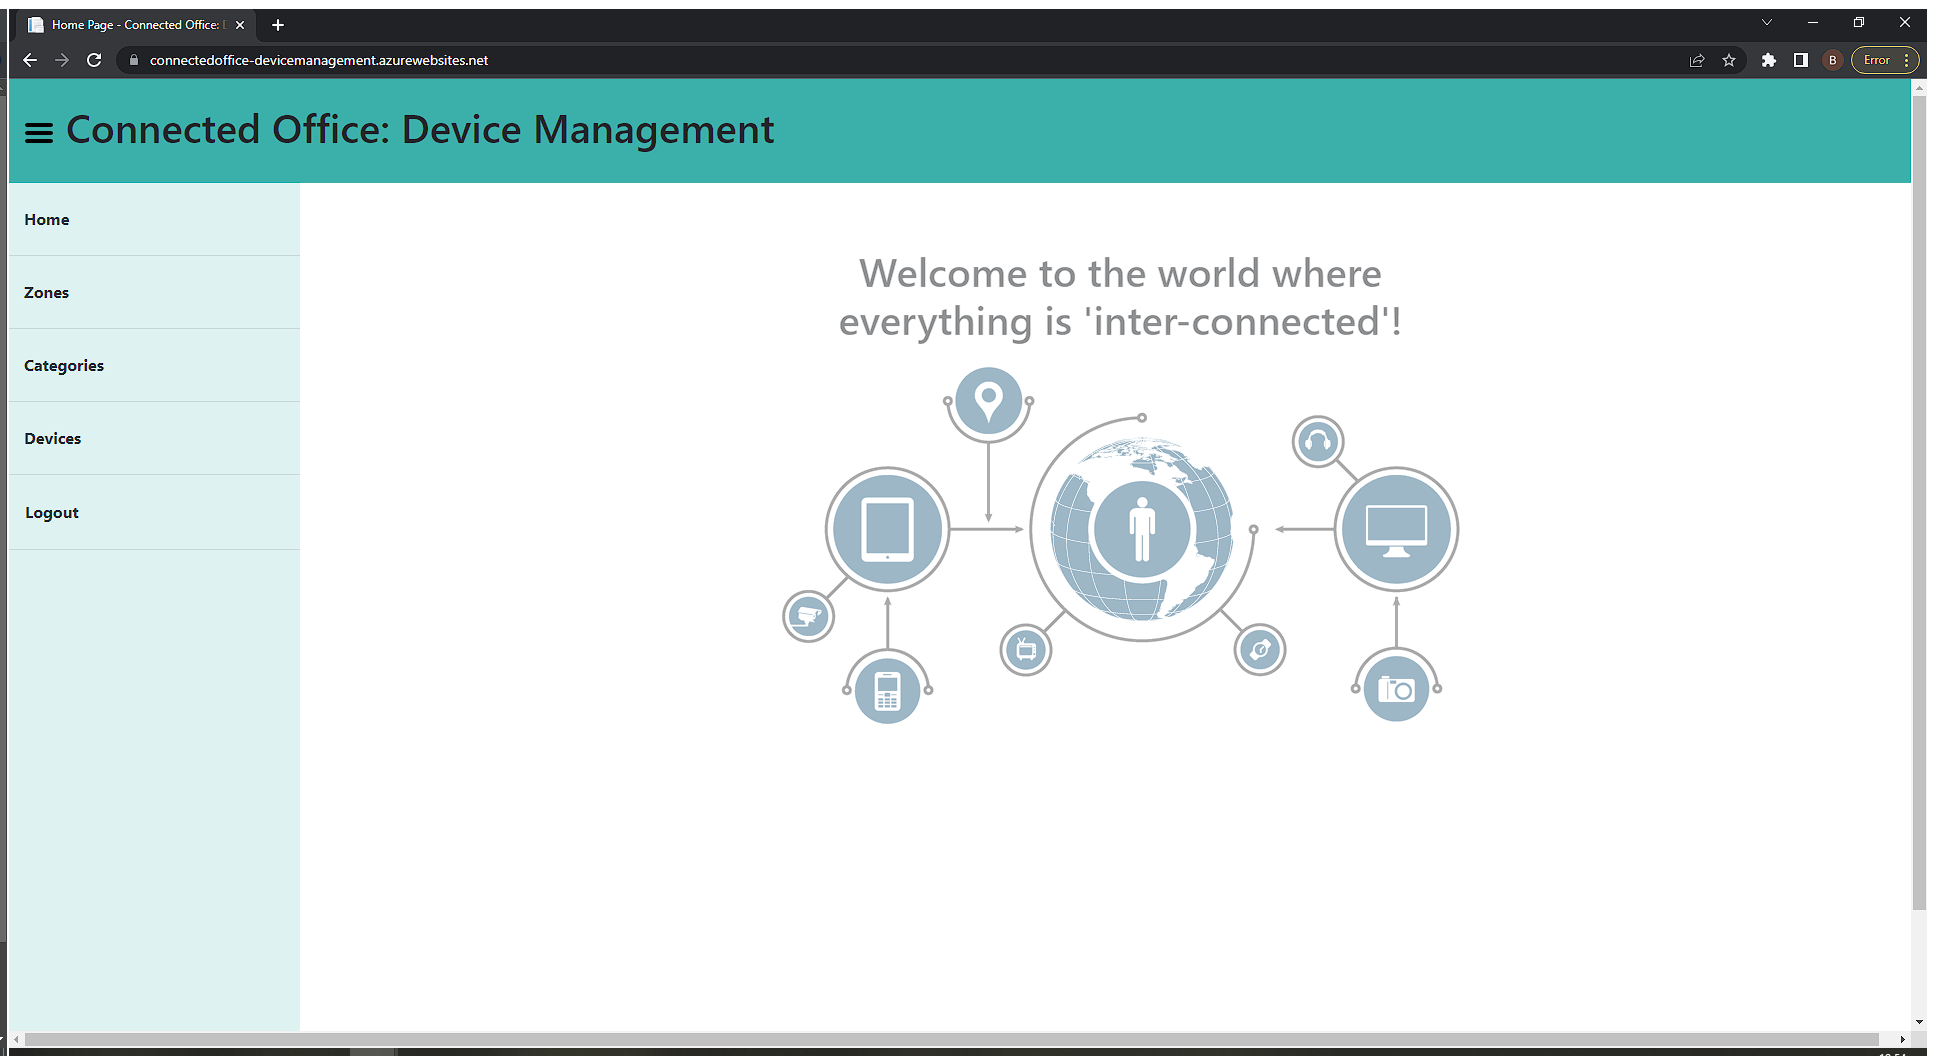 Home Page - Connected Office:
connectedoffice-devicemanagement.azurewebsites.net
B
Error
Connected Office: Device Management
Home
Zones
Categories
Devices
Logout
Welcome to the world where
everything is 'inter-connected'!